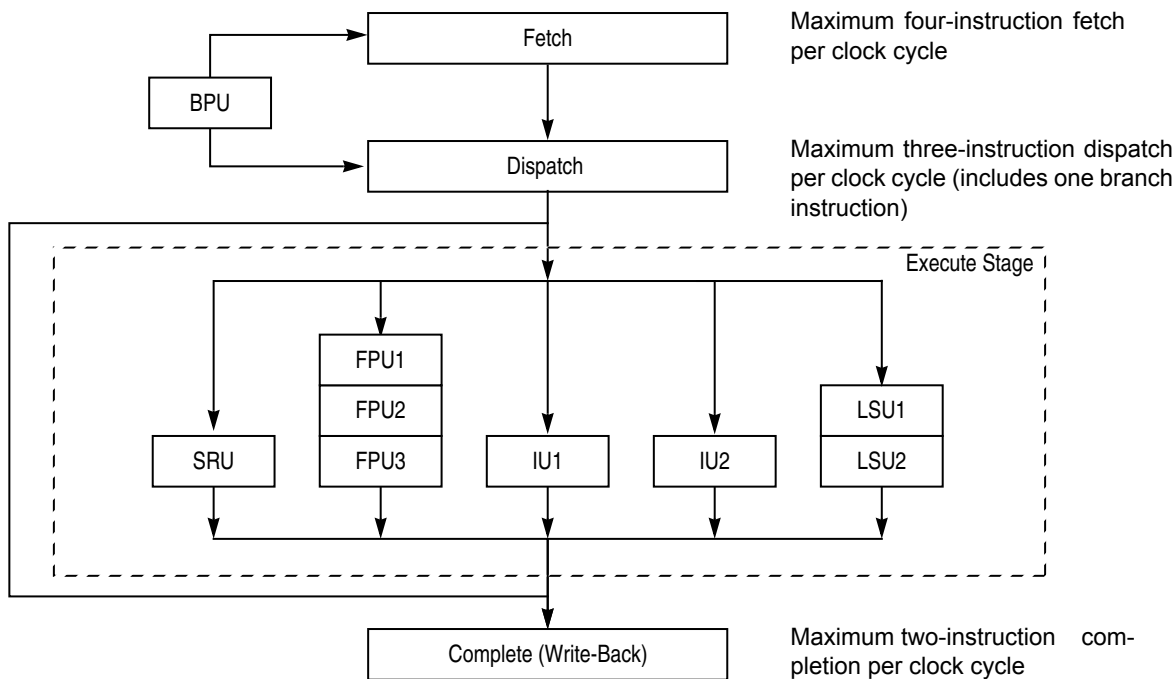 Fetch
Maximum four-instruction fetch
per clock cycle
BPU
Dispatch
Maximum three-instruction dispatch
per clock cycle (includes one branch
instruction)
Execute Stage
FPU1
FPU2
LSU1
SRU
FPU3
IU1
IU2
LSU2
Complete (Write-Back)
Maximum two-instruction com-
pletion per clock cycle